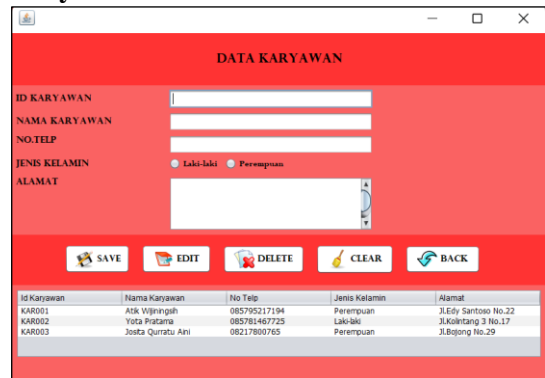 DATA KARYAWAN
ID KARYAWAN
NAMA KARYAWAN
NO.TELP
JENIS KELAMIN Laki-laki Perempuan
ALAMAT
SAVE EDIT DELETE CLEAR BACK
Id Karyawan Nama Karyawan No Telp Jenis Kelamin Alamat
KAR001 Atik Wijiningsih 085795217194 Perempuan Jl.Edy Santoso No.22
KAR002 Yota Pratama 085781467725 Laki-laki Jl.Kolintang 3 No.17
KAR003 Josita Qurratu Aini 08217800765 Perempuan Jl.Bojong No.29